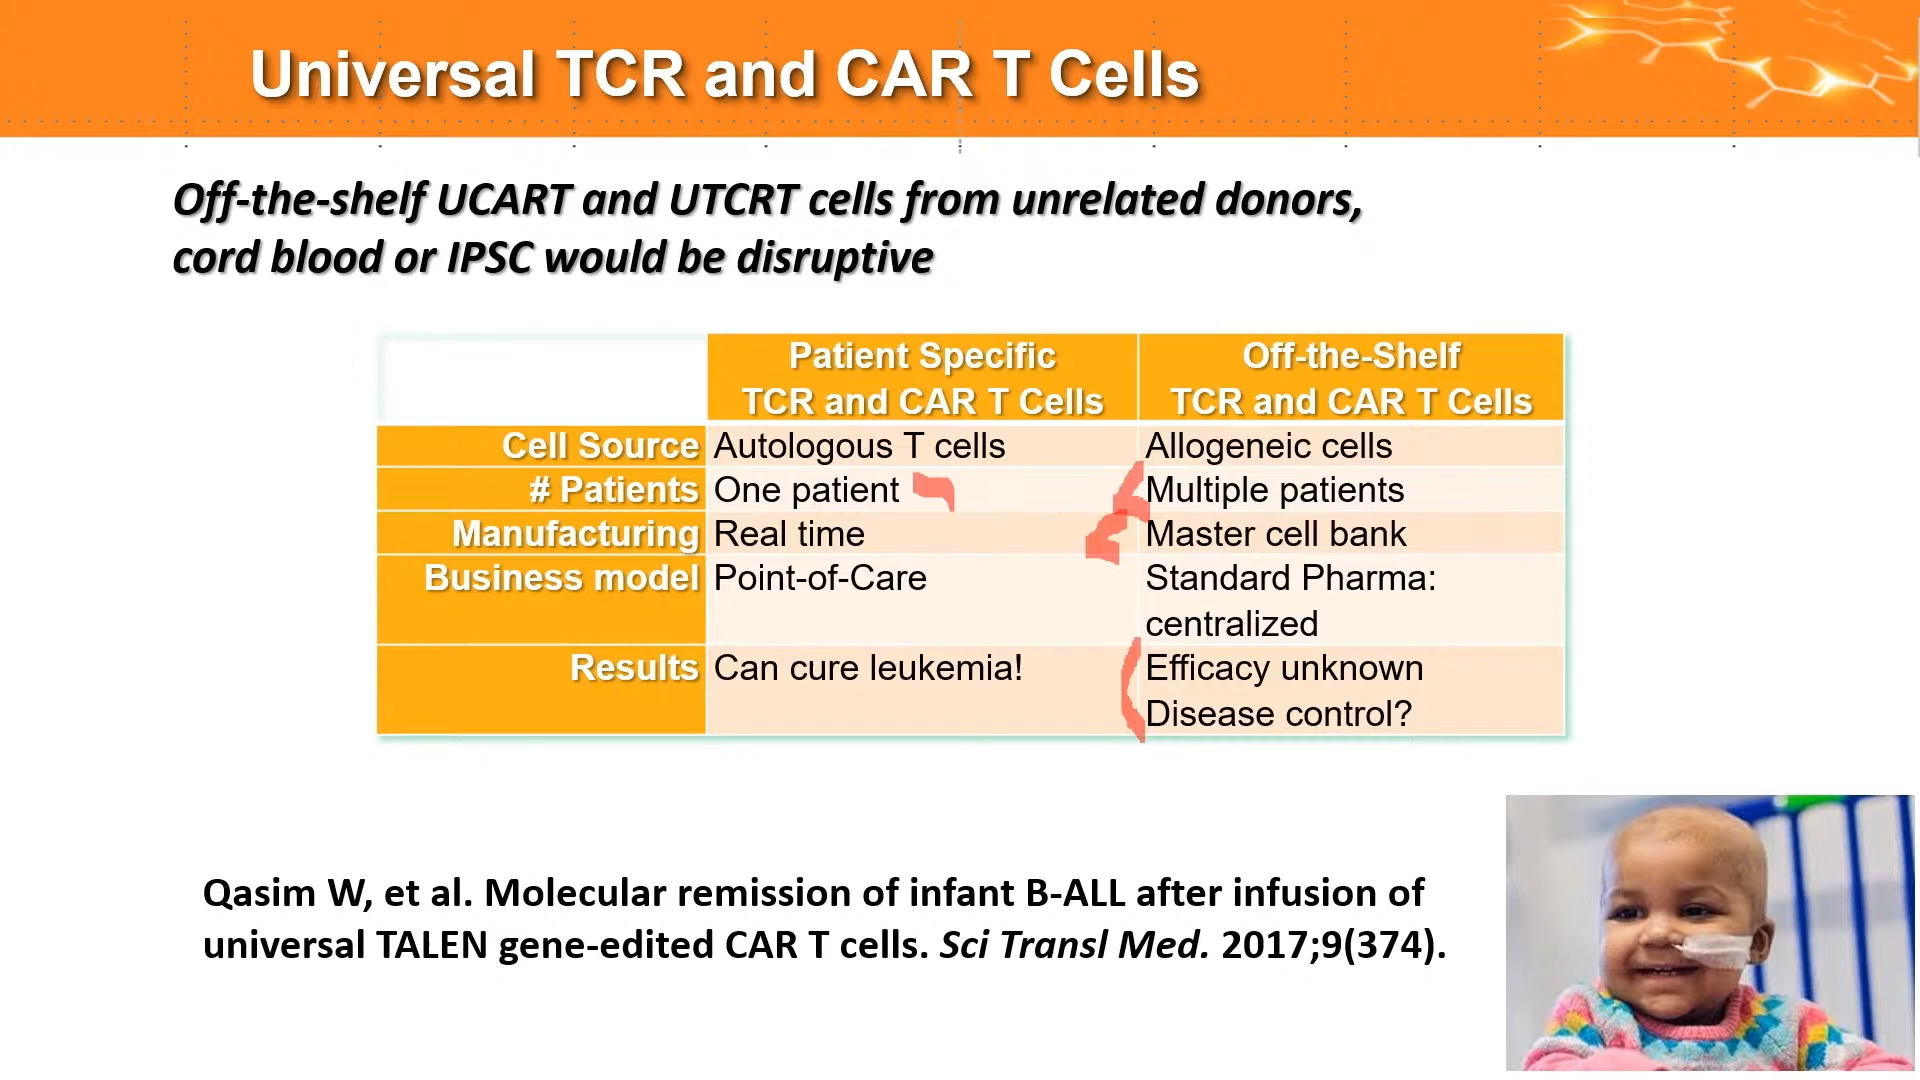 Universal TCR and CAR T Cells
Off-the-shelf UCART and UTCRT cells from unrelated donors,
cord blood or IPSC would be disruptive
Patient Specific
TCR and CAR T Cells
Off-the-Shelf
TCR and CAR T Cells
Cell Source Autologous T cells Allogeneic cells
# Patients One patient Multiple patients
Manufacturing Real time Master cell bank
Business model Point-of-Care Standard Pharma:
centralized
Results Can cure leukemia! Efficacy unknown
Disease control?
Qasim W, et al. Molecular remission of infant B-ALL after infusion of
universal TALEN gene-edited CAR T cells. Sci Transl Med. 2017;9(374).